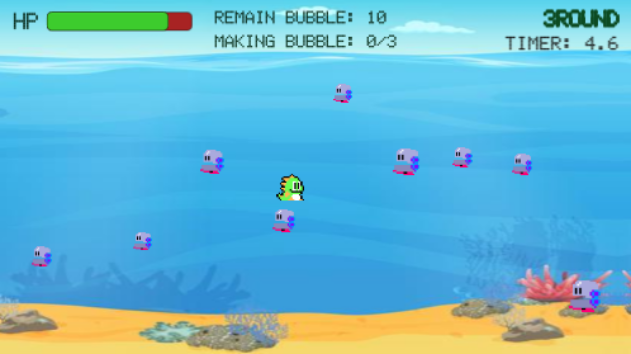 HP
REMAIN BUBBLE: 10
MAKING BUBBLE: 0/3
3ROUND
TIMER: 4.6